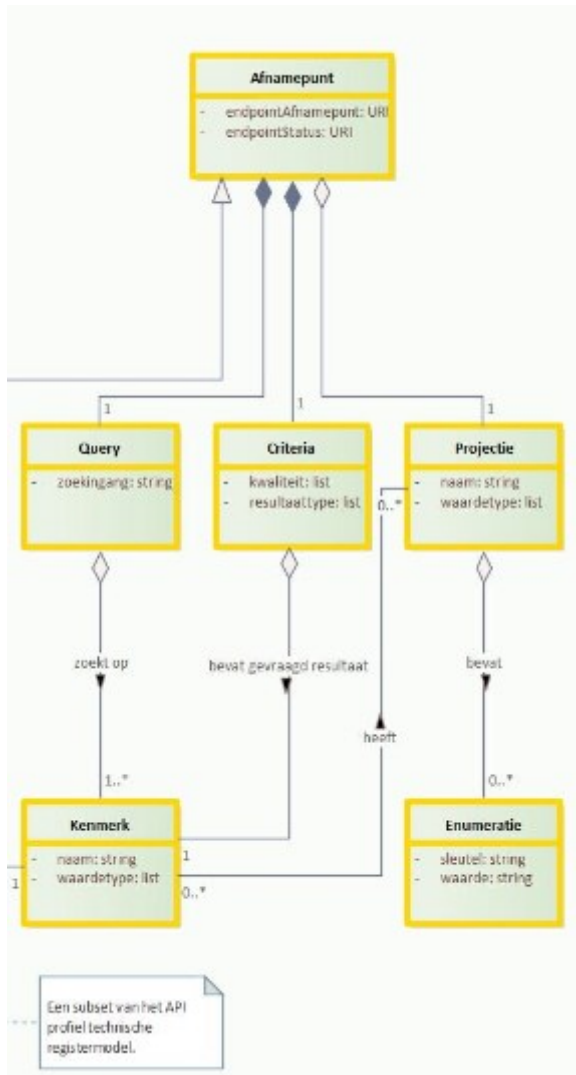 Afnamepunt
- endpointAfnamepunt: URI
- endpointStatus: URI
1
1
1
Query
- zoekingang: string
Criteria
- kwaliteit: list
- resultaattype: list
Projectie
- naam: string
- waardetype: list
0..*
zoekt op
bevat gevraagd resultaat
bevat
heeft
1..*
0..*
Kenmerk
- naam: string
- waardetype: list
1
1
0..*
Enumeratie
- sleutel: string
- waarde: string
Een subset van het API
profiel technische
registermodel.